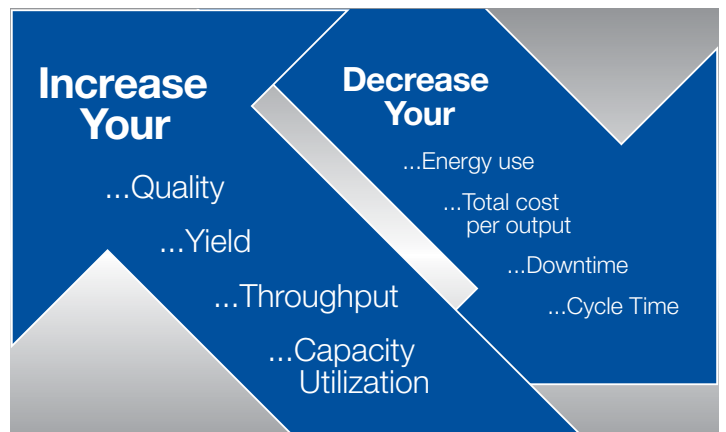 Increase
Your
...Quality
...Yield
...Throughput
...Capacity
Utilization
Decrease
Your
...Energy use
...Total cost
per output
...Downtime
...Cycle Time